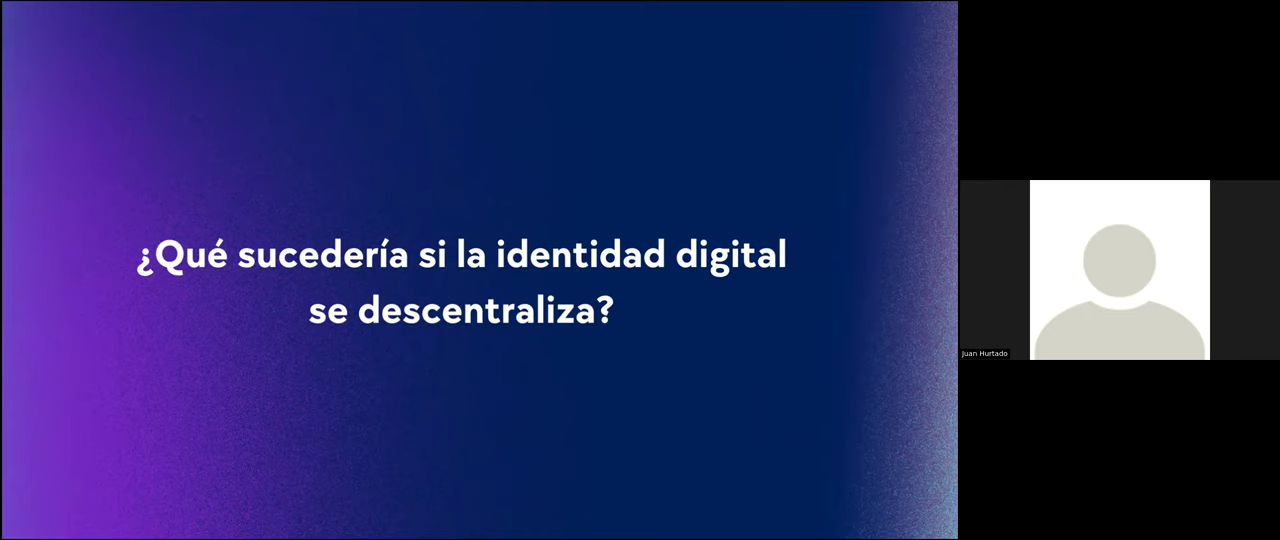 ¿Qué sucedería si la identidad digital
se descentraliza?
Juan Hurtado